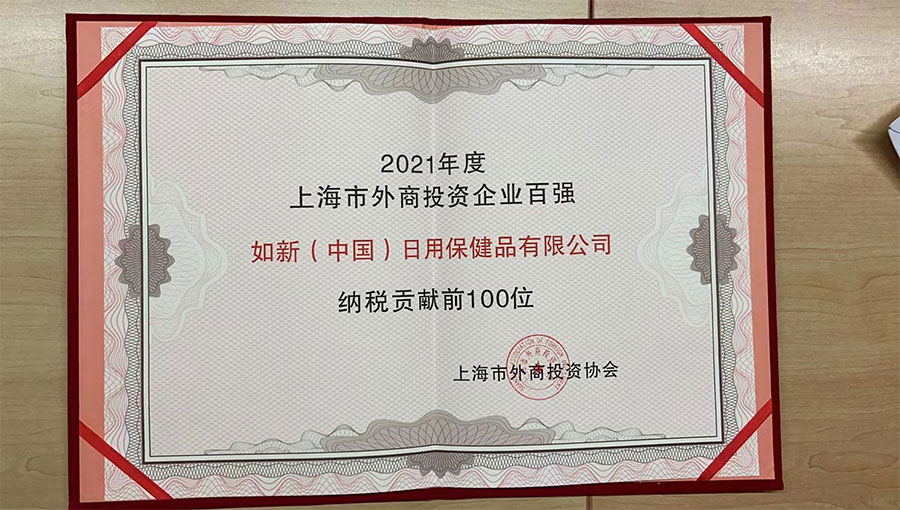 2021年度
上海市外商投资企业百强
如新（中国）日用保健品有限公司
纳税贡献前100位
上海市外商投资协会